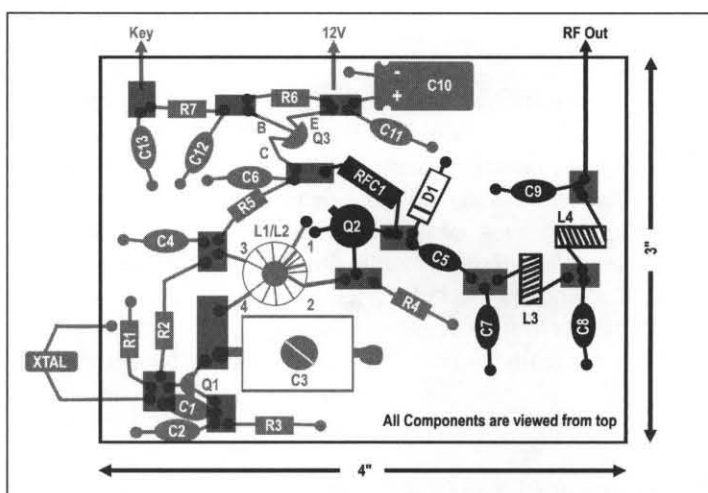 Key 12V RF Out
- C10
+
R7 R6
B E
C11
Q3
C13 C12
C
C6 RFC1 D1 C9
R5
L4
L1/L2 Q2
C4 3 1
C5
3"
2
R4
R1 R2 4 L3
C7 C8
XTAL C3
Q1
C1
C2 R3 All Components are viewed from top
4"